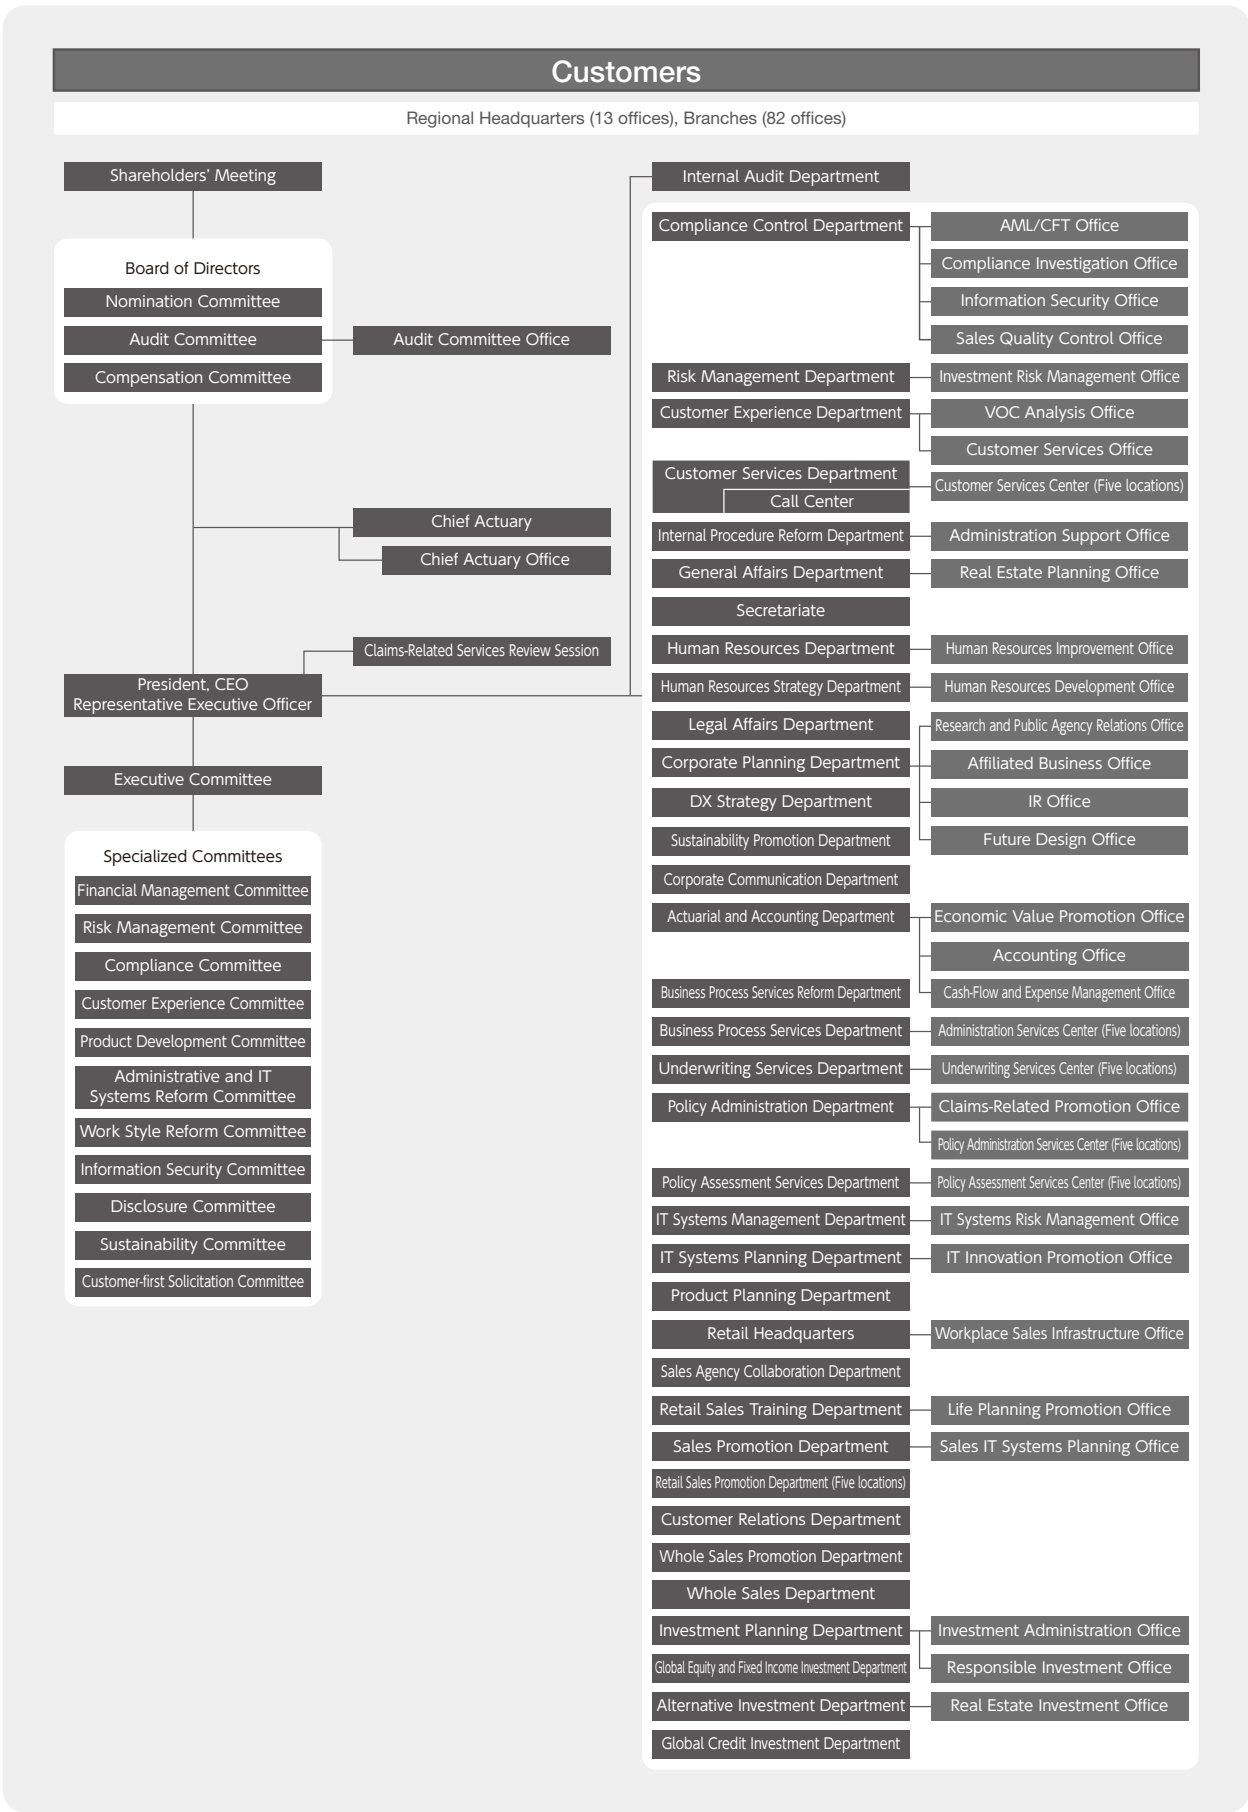 Customers
Regional Headquarters (13 offices), Branches (82 offices)
Shareholders' Meeting
Board of Directors
Nomination Committee
Audit Committee
Audit Committee Office
Compensation Committee
Chief Actuary
Chief Actuary Office
Claims-Related Services Review Session
President, CEO
Representative Executive Officer
Executive Committee
Specialized Committees
Financial Management Committee
Risk Management Committee
Compliance Committee
Customer Experience Committee
Product Development Committee
Administrative and IT
Systems Reform Committee
Work Style Reform Committee
Information Security Committee
Disclosure Committee
Sustainability Committee
Customer-first Solicitation Committee
Internal Audit Department
Compliance Control Department
AML/CFT Office
Compliance Investigation Office
Information Security Office
Sales Quality Control Office
Risk Management Department
Investment Risk Management Office
Customer Experience Department
VOC Analysis Office
Customer Services Office
Customer Services Department
Call Center
Customer Services Center (Five locations)
Internal Procedure Reform Department
Administration Support Office
General Affairs Department
Real Estate Planning Office
Secretariate
Human Resources Department
Human Resources Improvement Office
Human Resources Strategy Department
Human Resources Development Office
Legal Affairs Department
Research and Public Agency Relations Office
Corporate Planning Department
Affiliated Business Office
DX Strategy Department
IR Office
Sustainability Promotion Department
Future Design Office
Corporate Communication Department
Actuarial and Accounting Department
Economic Value Promotion Office
Accounting Office
Business Process Services Reform Department
Cash-Flow and Expense Management Office
Business Process Services Department
Administration Services Center (Five locations)
Underwriting Services Department
Underwriting Services Center (Five locations)
Policy Administration Department
Claims-Related Promotion Office
Policy Administration Services Center (Five locations)
Policy Assessment Services Department
Policy Assessment Services Center (Five locations)
IT Systems Management Department
IT Systems Risk Management Office
IT Systems Planning Department
IT Innovation Promotion Office
Product Planning Department
Retail Headquarters
Workplace Sales Infrastructure Office
Sales Agency Collaboration Department
Retail Sales Training Department
Life Planning Promotion Office
Sales Promotion Department
Sales IT Systems Planning Office
Retail Sales Promotion Department (Five locations)
Customer Relations Department
Whole Sales Promotion Department
Whole Sales Department
Investment Planning Department
Investment Administration Office
Global Equity and Fixed Income Investment Department
Responsible Investment Office
Alternative Investment Department
Real Estate Investment Office
Global Credit Investment Department